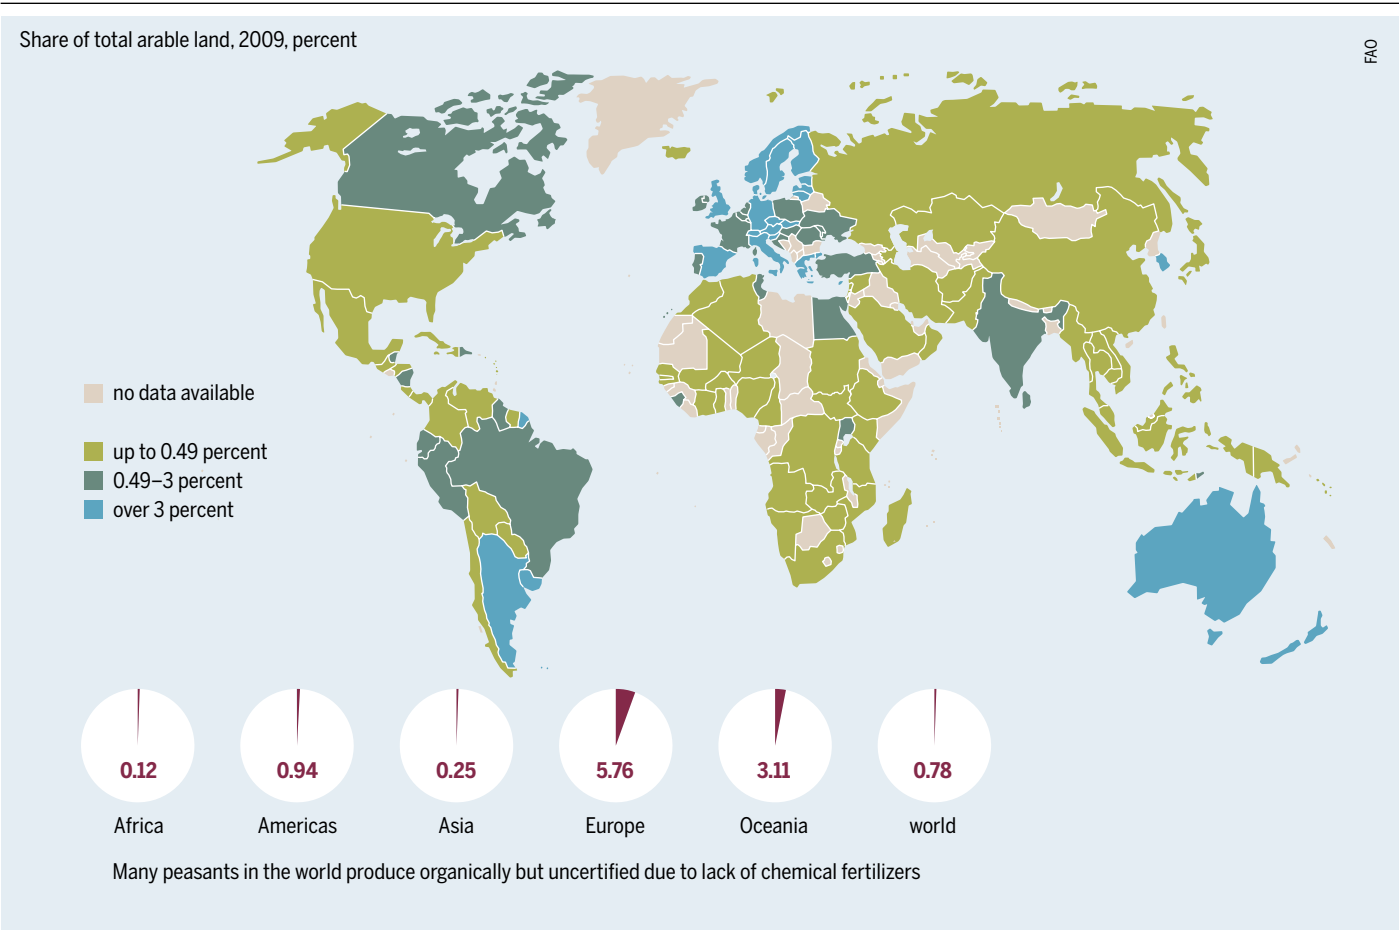 Share of total arable land, 2009, percent
FAO
no data available
up to 0.49 percent
0.49–3 percent
over 3 percent
0.12
0.94
0.25
5.76
3.11
0.78
Africa
Americas
Asia
Europe
Oceania
world
Many peasants in the world produce organically but uncertified due to lack of chemical fertilizers